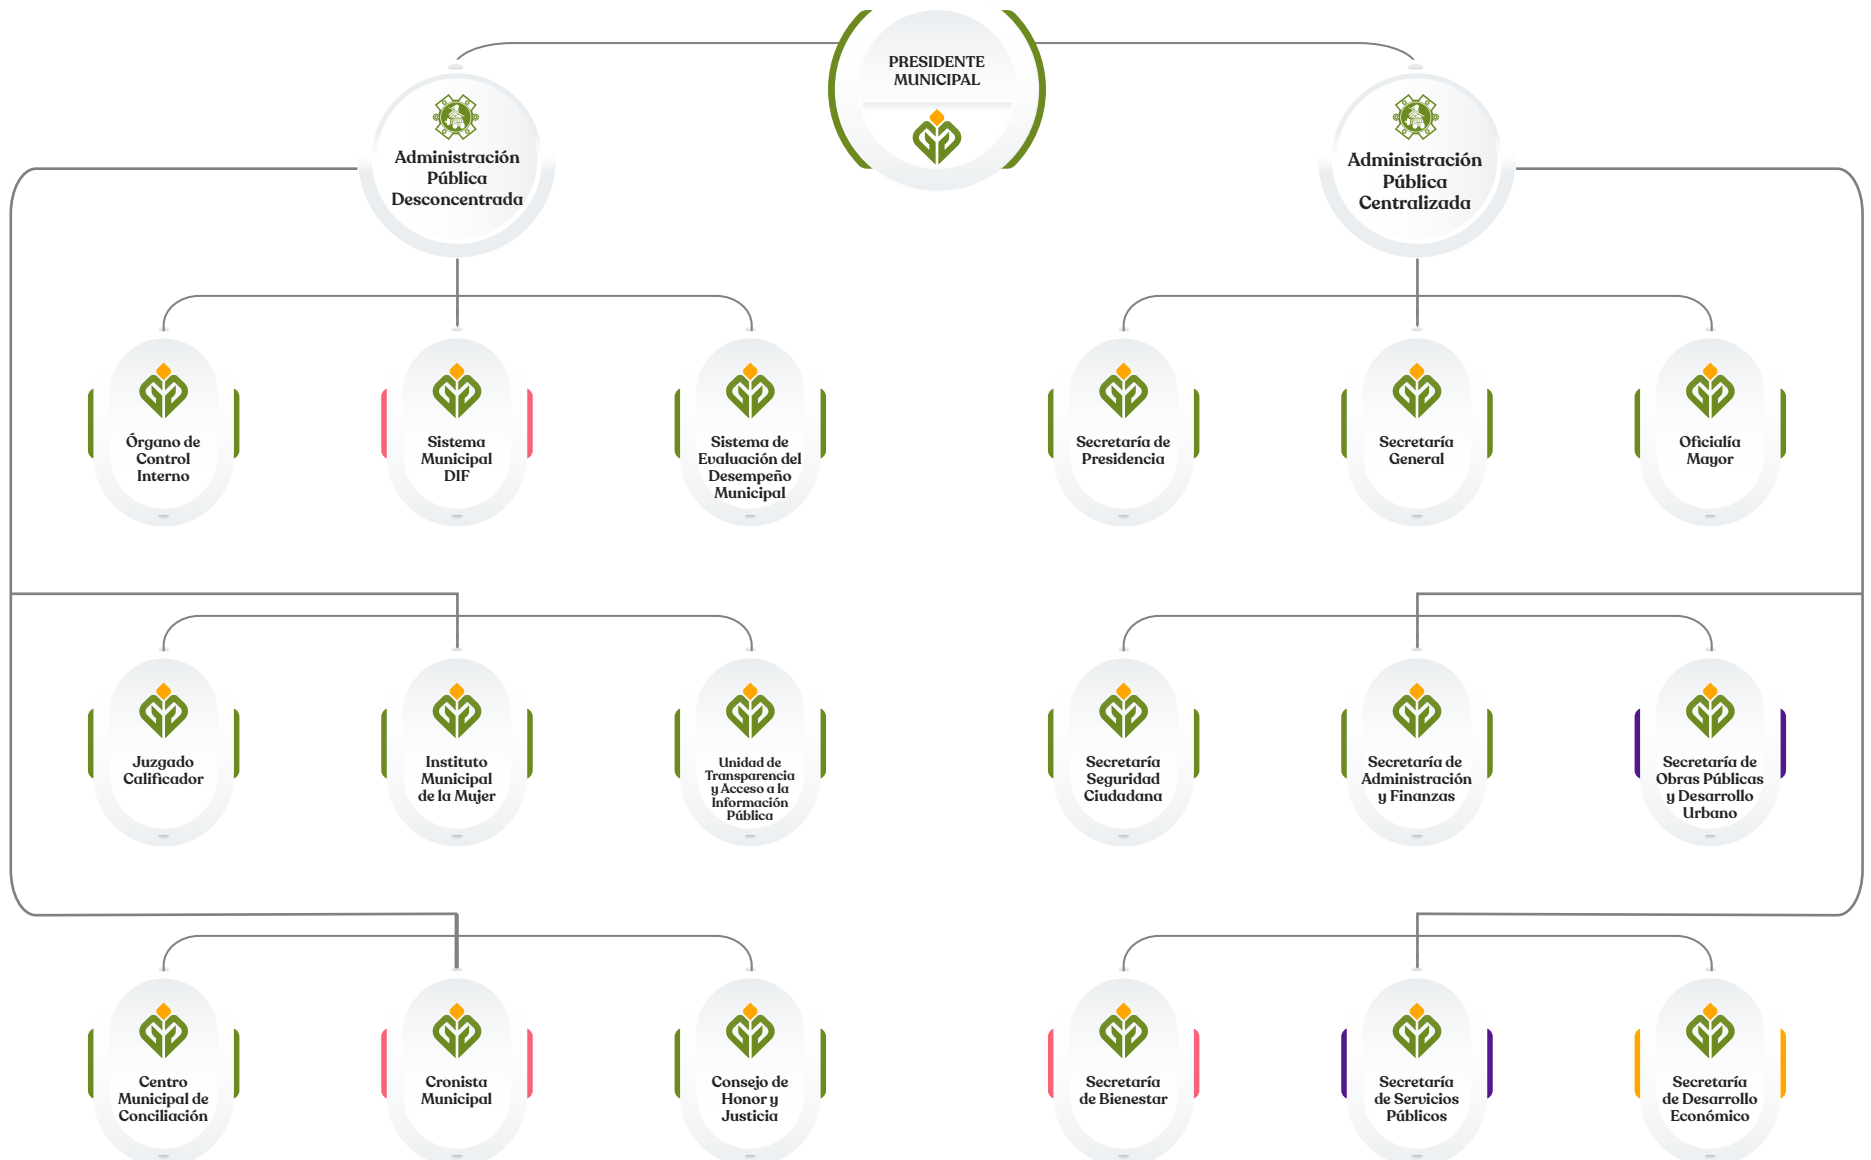 PRESIDENTE
MUNICIPAL
Administración
Pública
Desconcentrada
Administración
Pública
Centralizada
Órgano de
Control
Interno
Sistema
Municipal
DIF
Sistema de
Evaluación del
Desempeño
Municipal
Secretaría de
Presidencia
Secretaría
General
Oficialía
Mayor
Juzgado
Calificador
Instituto
Municipal
de la Mujer
Unidad de
Transparencia
y Acceso a la
Información
Pública
Secretaría
Seguridad
Ciudadana
Secretaría de
Administración
y Finanzas
Secretaría de
Obras Públicas
y Desarrollo
Urbano
Centro
Municipal de
Conciliación
Cronista
Municipal
Consejo de
Honor y
Justicia
Secretaría
de Bienestar
Secretaría
de Servicios
Públicos
Secretaría
de Desarrollo
Económico